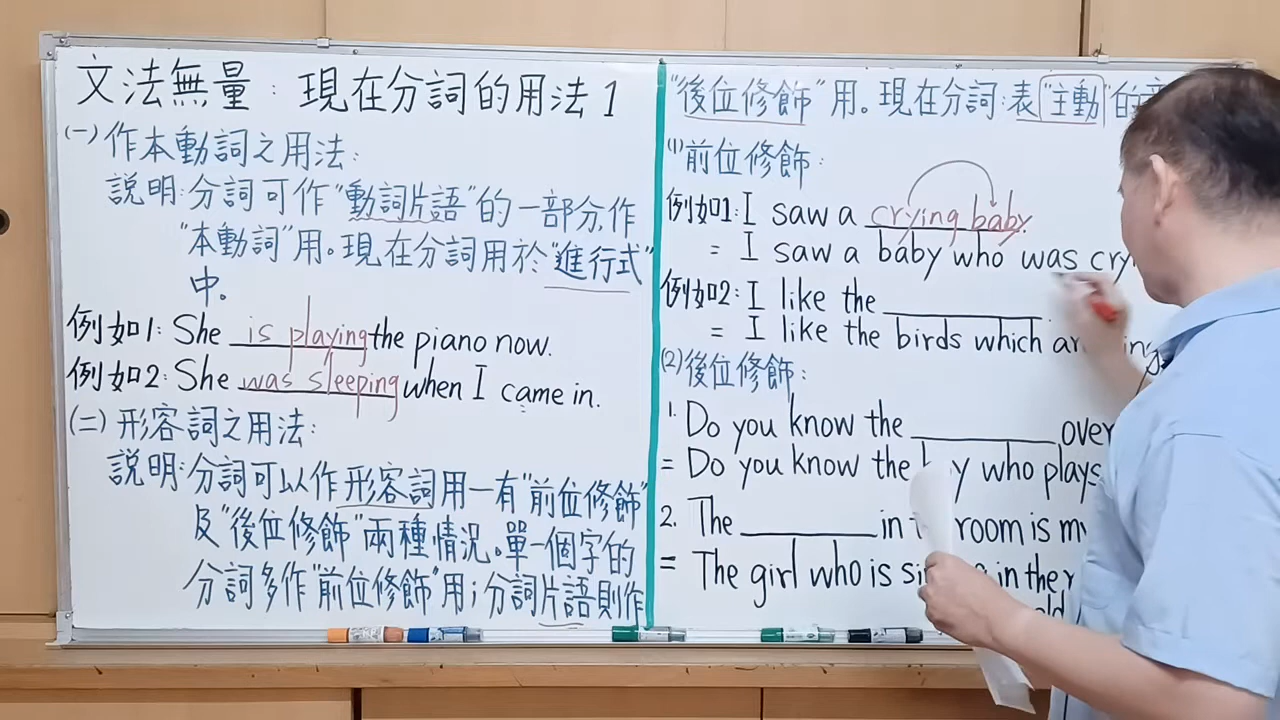 文法無量：現在分詞的用法1
㈠作本動詞之用法：
說明：分詞可作"動詞片語"的一部分,作
"本動詞"用。現在分詞用於"進行式"
中。
例如1：She is playing the piano now.
例如2：She was sleeping when I came in.
㈡形容詞之用法：
說明：分詞可以作形容詞用一有"前位修飾"
及"後位修飾"兩種情況。單一個字的
分詞多作"前位修飾"用；分詞片語則作
"後位修飾"用。現在分詞：表"主動"的
⑴前位修飾：
例如1：I saw a crying baby.
= I saw a baby who was cry
例如2：I like the ________.
= I like the birds which
⑵後位修飾：
1. Do you know the ________ over
= Do you know the boy who plays
2. The ________ in the room is my
= The girl who is in the